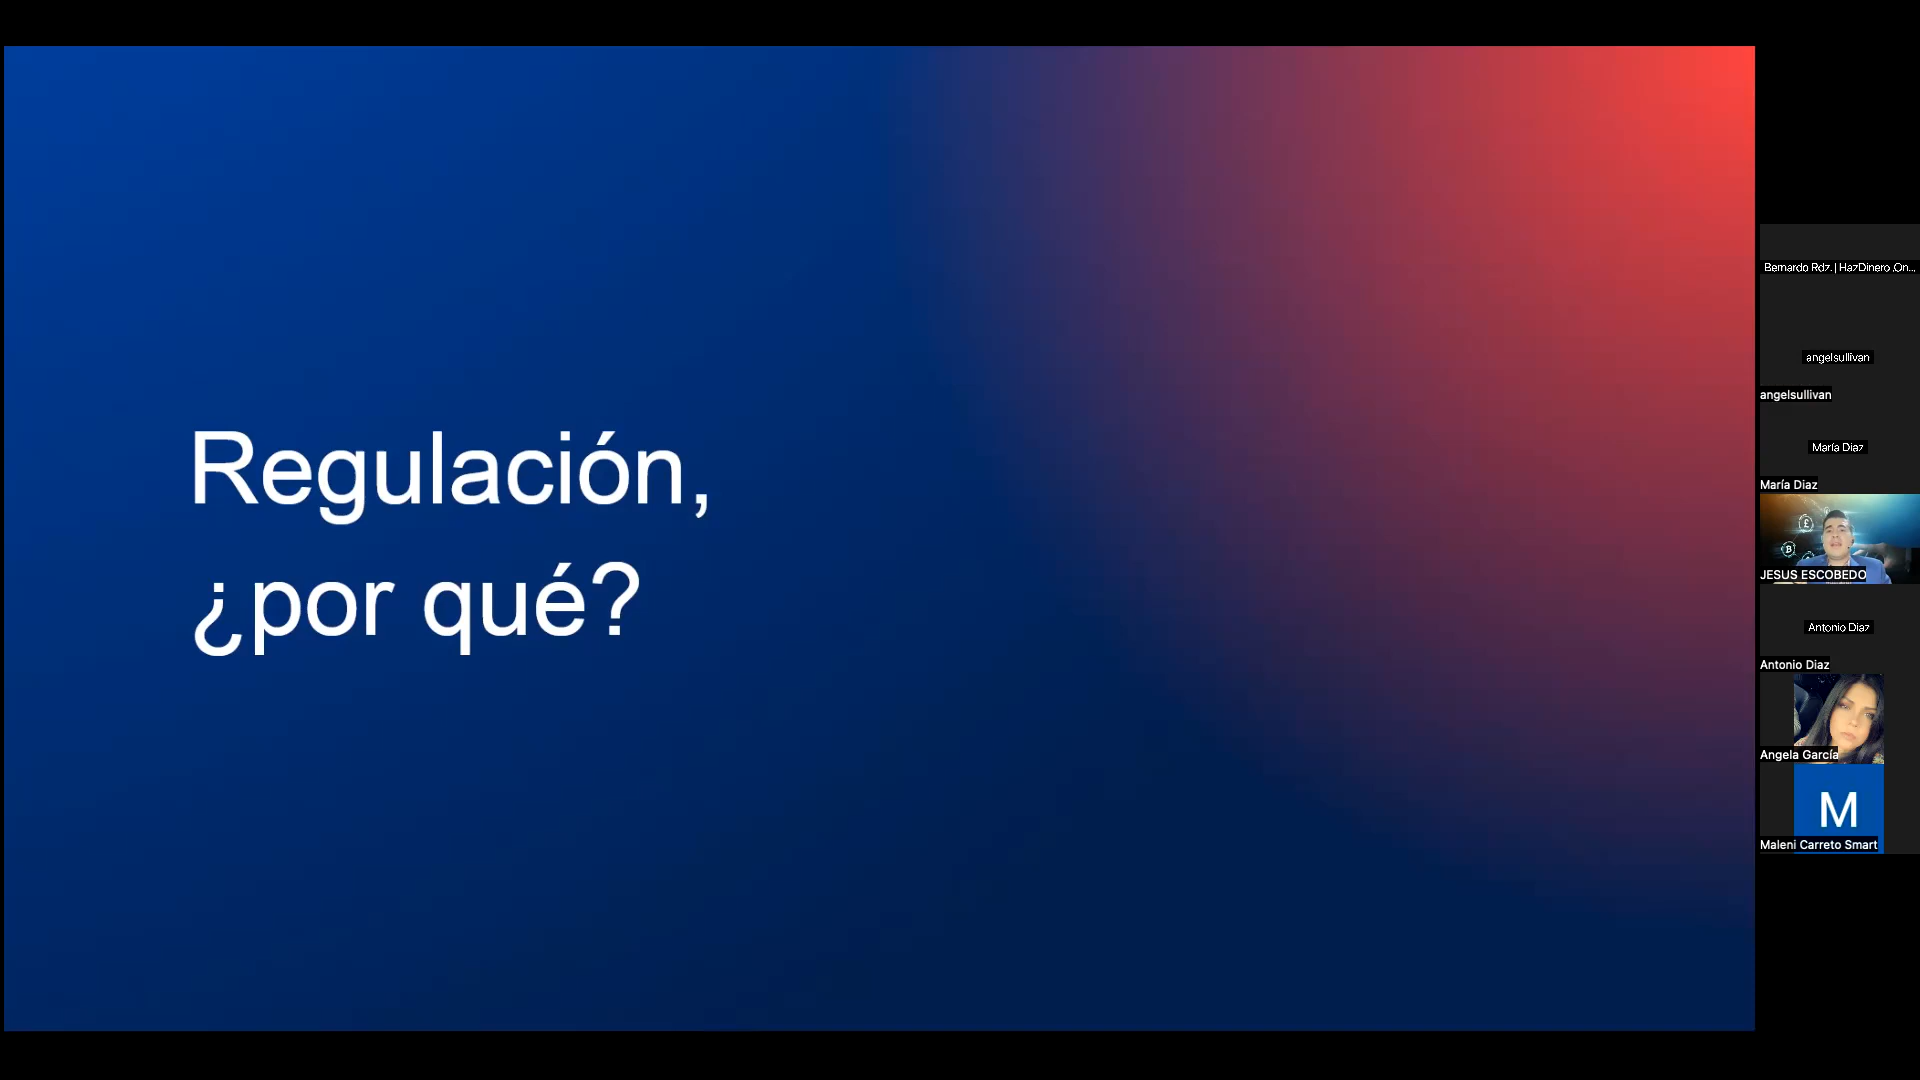 Regulación,
¿por qué?
Bernardo Rdz. | HazDinero .On...
angelsullivan
angelsullivan
María Diaz
María Diaz
JESUS ESCOBEDO
Antonio Diaz
Antonio Diaz
Angela García
M
Maleni Carreto Smart